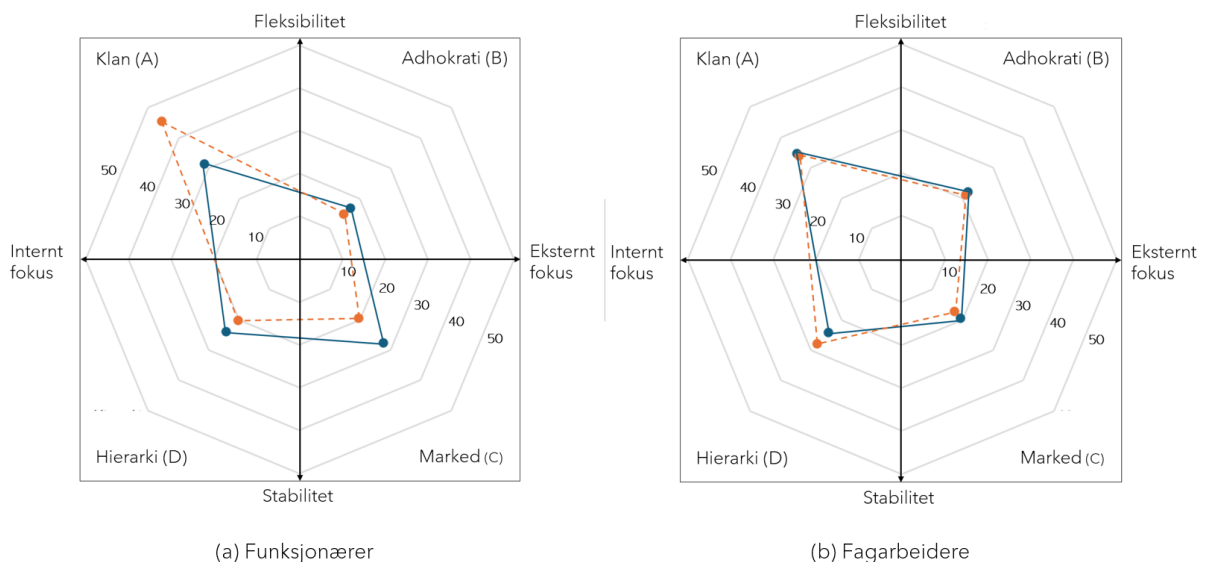 Fleksibilitet
Klan (A)
Adhokrati (B)
50
40
30
20
10
Internt
fokus
Eksternt
fokus
10
20
30
40
50
Hierarki (D)
Marked (C)
Stabilitet
(a) Funksjonærer
Fleksibilitet
Klan (A)
Adhokrati (B)
50
40
30
20
10
Internt
fokus
Eksternt
fokus
10
20
30
40
50
Hierarki (D)
Marked (C)
Stabilitet
(b) Fagarbeidere